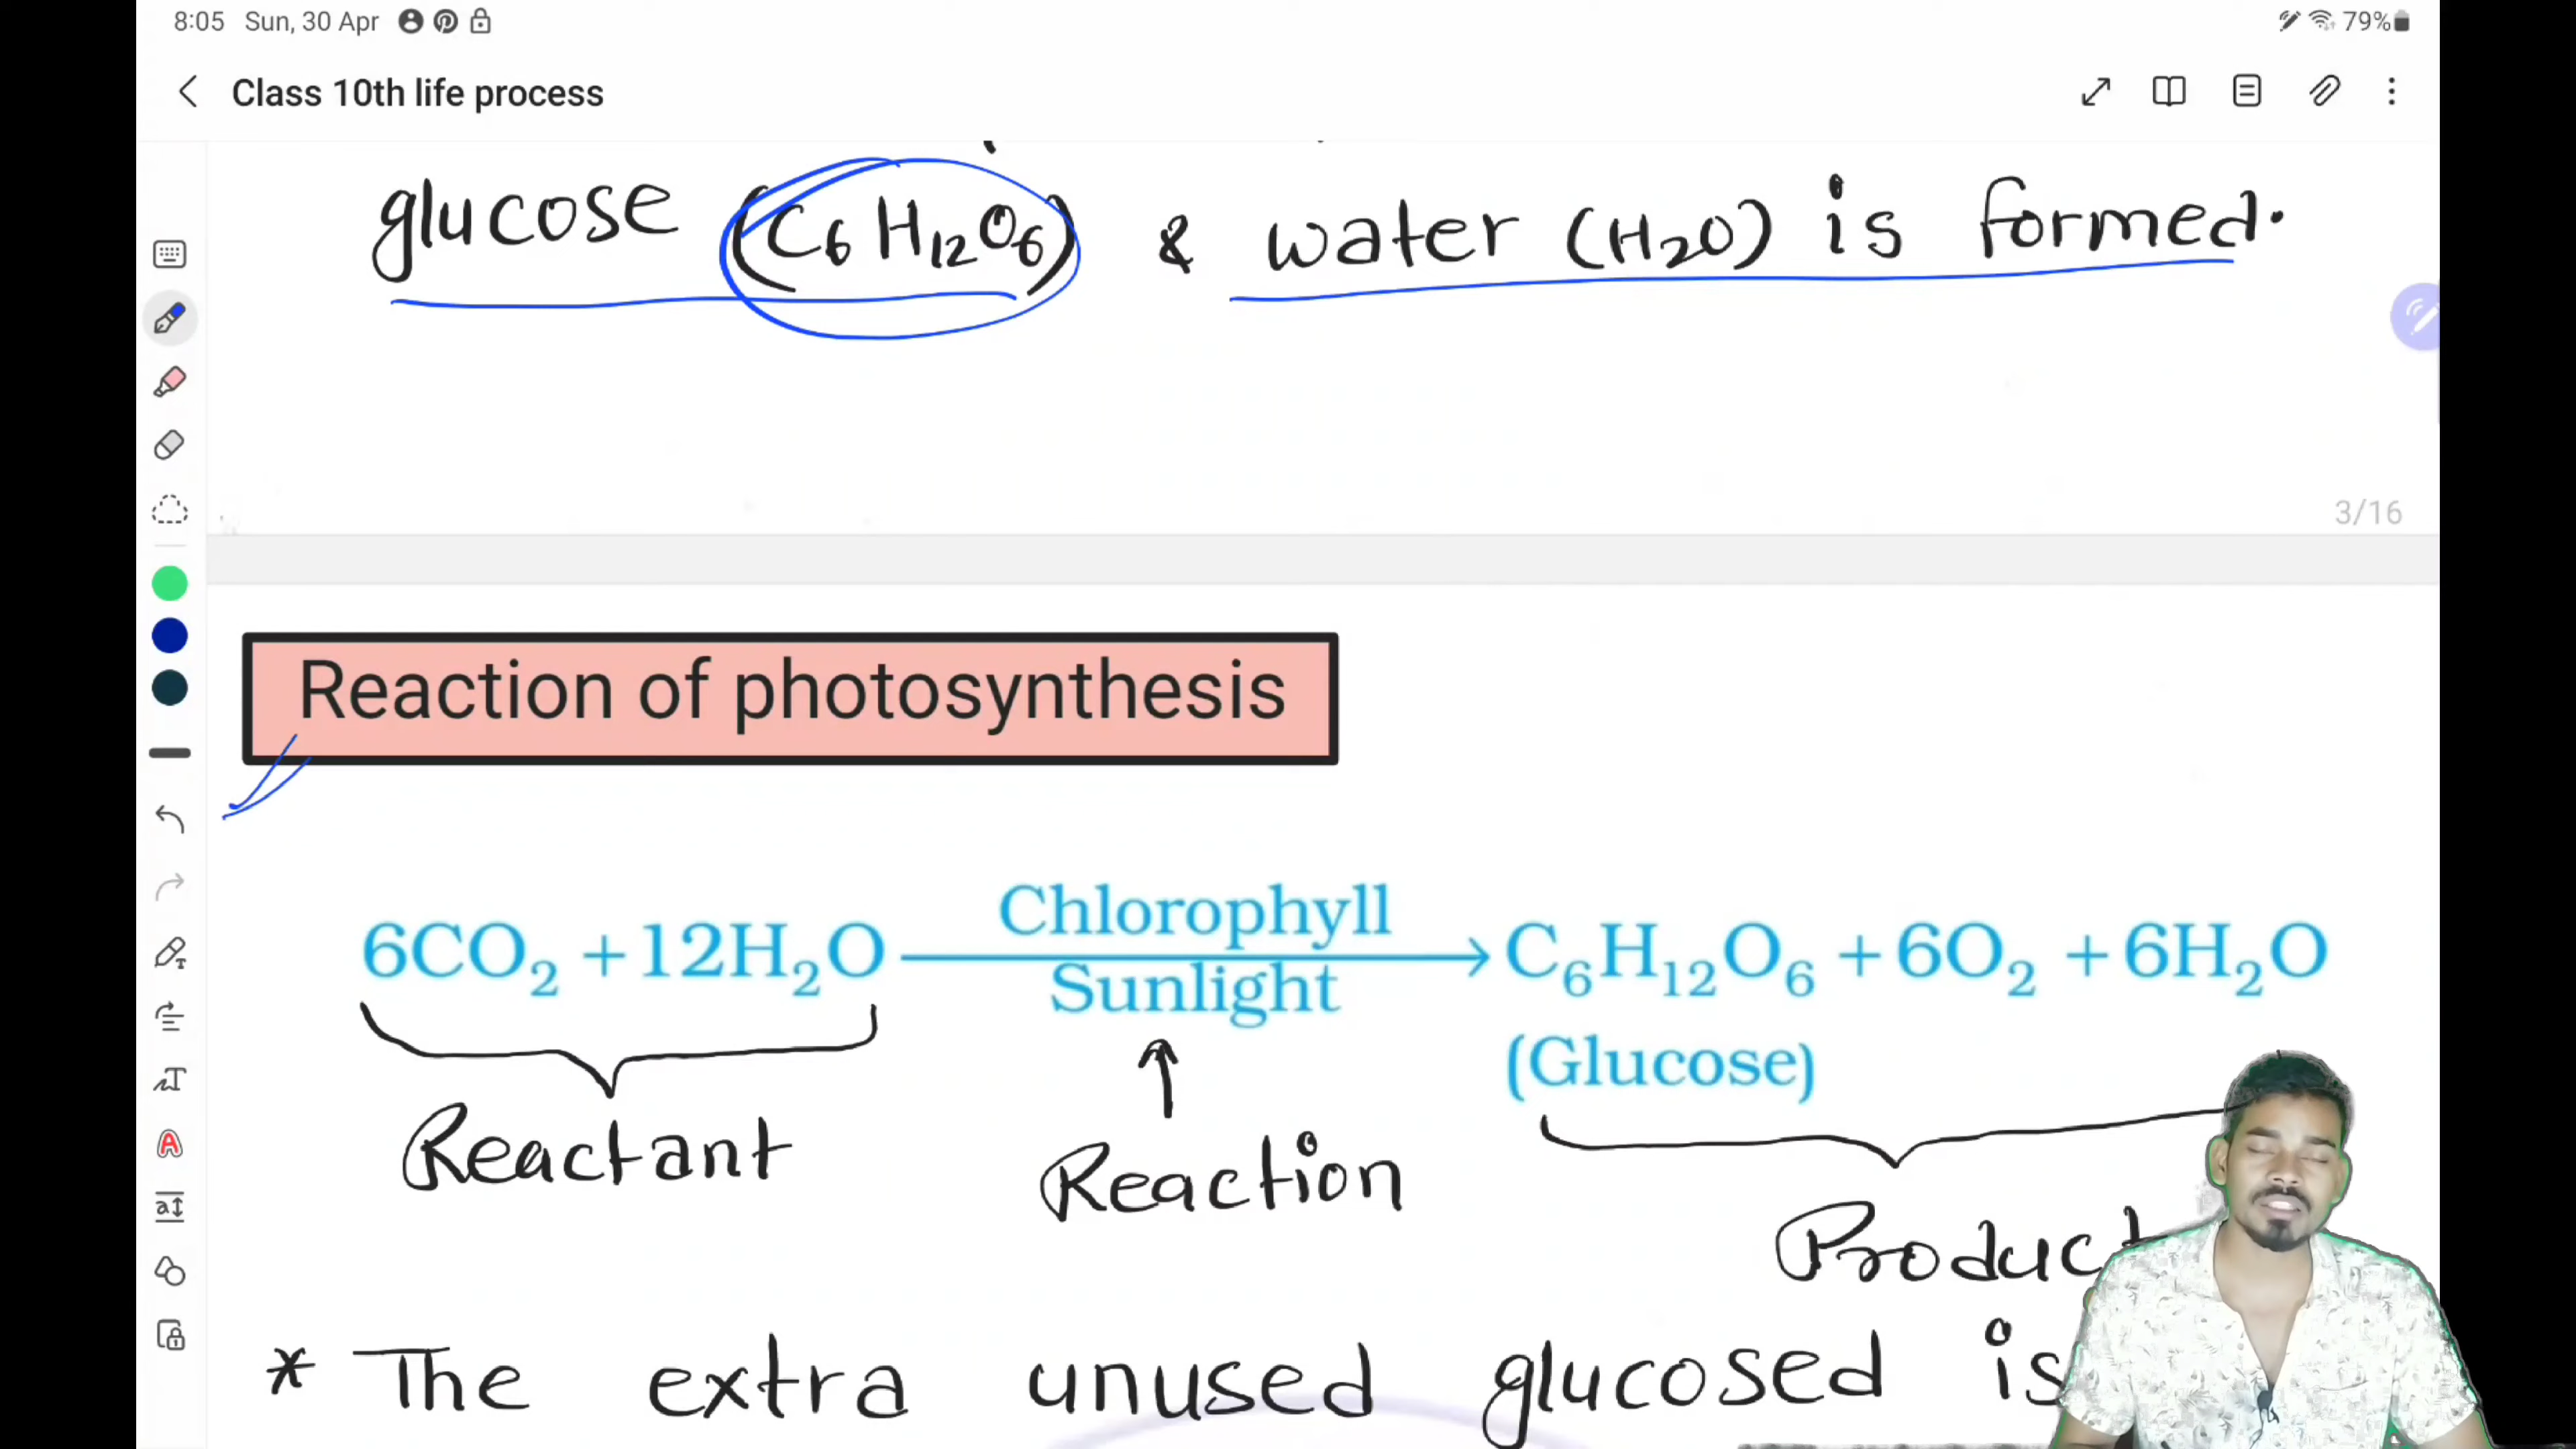 8:05 Sun, 30 Apr 79%
Class 10th life process
glucose (C6H12O6) & water (H2O) is formed.
3/16
Reaction of photosynthesis
Chlorophyll
6CO2 +12H2O → C6H12O6 +6O2 +6H2O
Sunlight
(Glucose)
Reactant
Reaction
Product
* The extra unused glucosed is